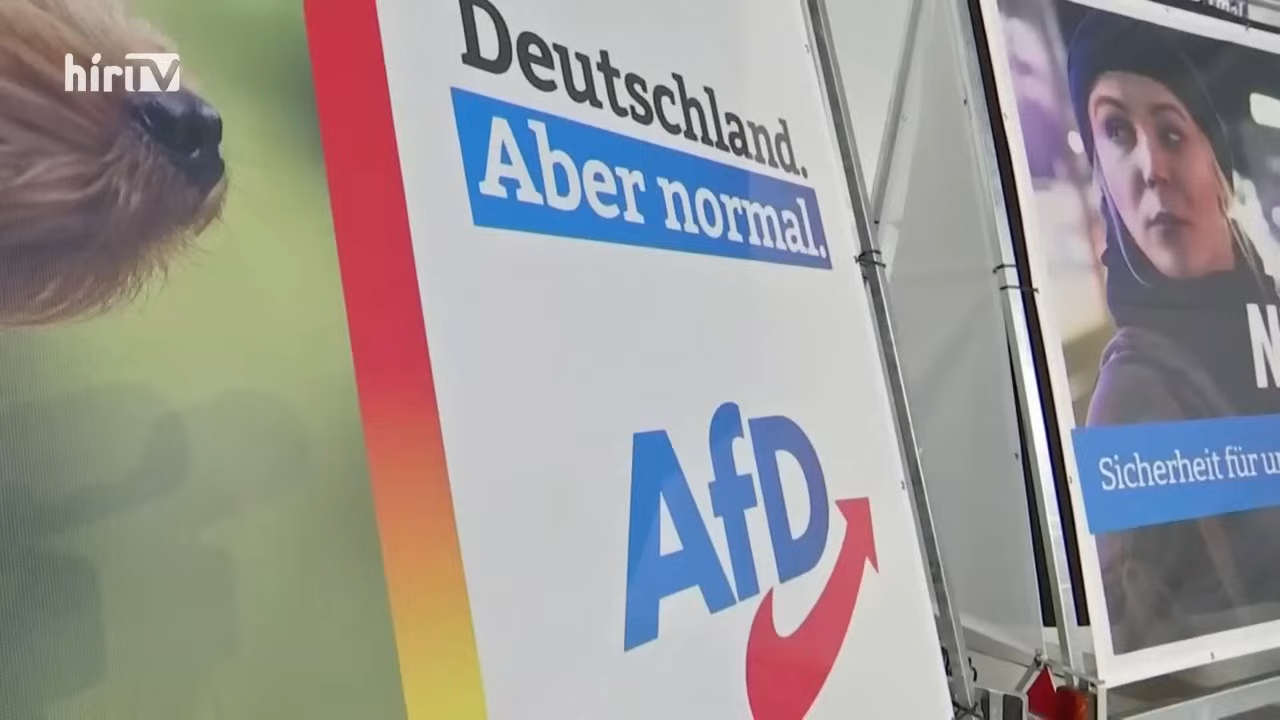 hírTV
Deutschland.
Aber normal.
AfD
Sicherheit für